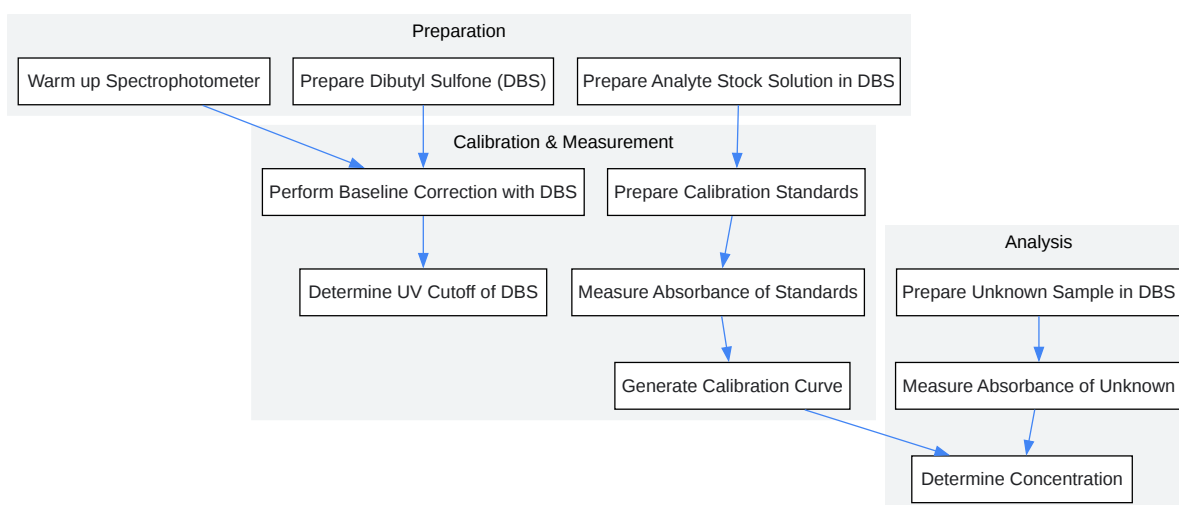 Preparation
Warm up Spectrophotometer
Prepare Dibutyl Sulfone (DBS)
Prepare Analyte Stock Solution in DBS
Calibration & Measurement
Perform Baseline Correction with DBS
Prepare Calibration Standards
Analysis
Determine UV Cutoff of DBS
Measure Absorbance of Standards
Prepare Unknown Sample in DBS
Generate Calibration Curve
Measure Absorbance of Unknown
Determine Concentration